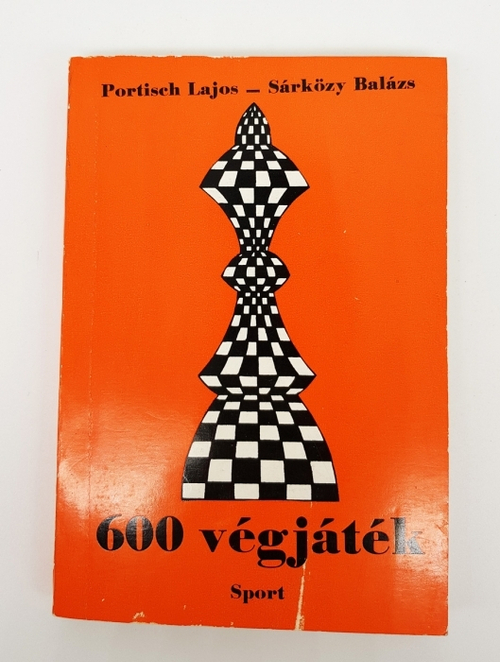 Portisch Lajos – Sárközy Balázs
600 végjáték
Sport